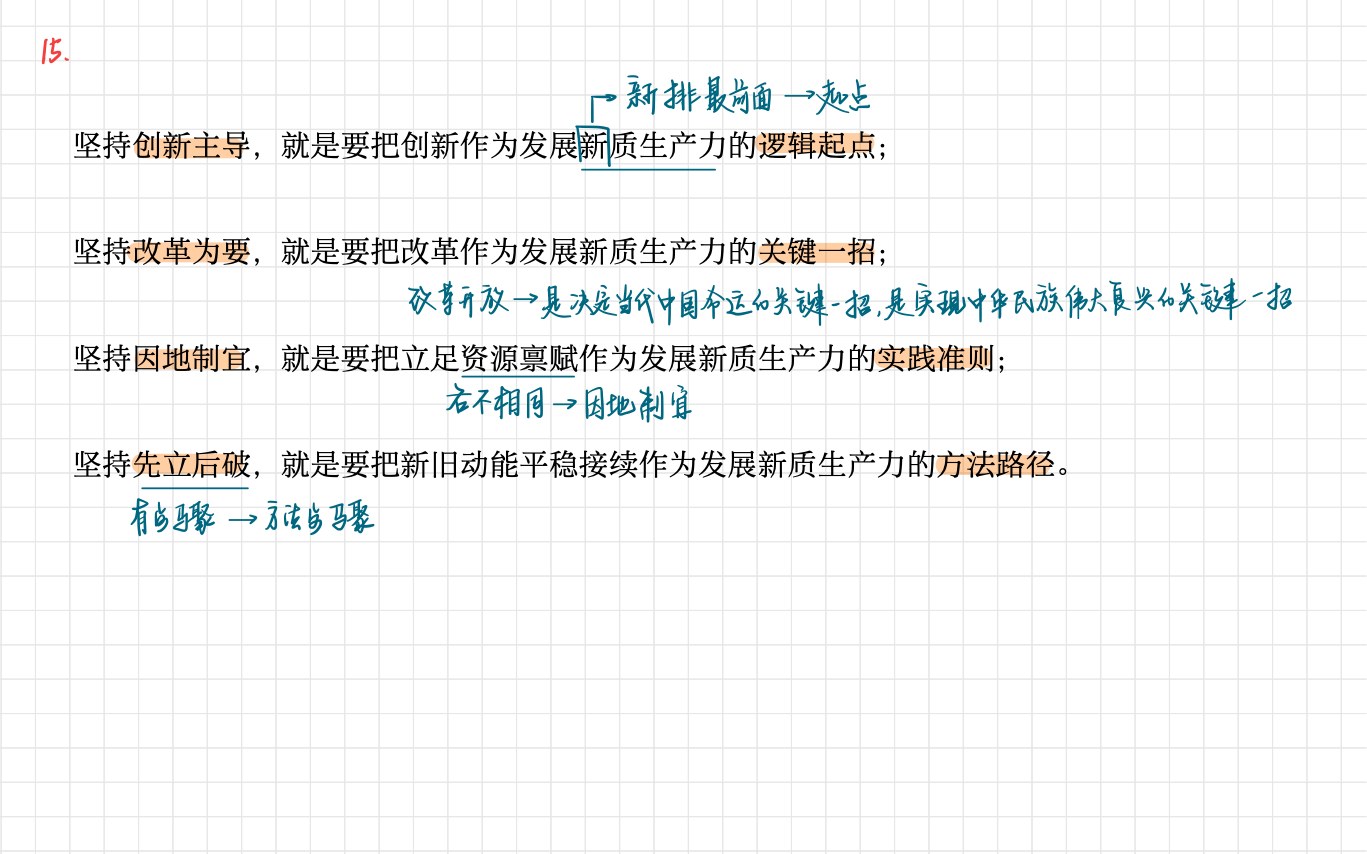 15.
新排最前面→起点
坚持创新主导，就是要把创新作为发展新质生产力的逻辑起点；
坚持改革为要，就是要把改革作为发展新质生产力的关键一招；
改革开放→是决定当代中国命运的关键一招，是实现中华民族伟大复兴的关键一招
坚持因地制宜，就是要把立足资源禀赋作为发展新质生产力的实践准则；
各不相同→因地制宜
坚持先立后破，就是要把新旧动能平稳接续作为发展新质生产力的方法路径。
有步骤→方法步骤